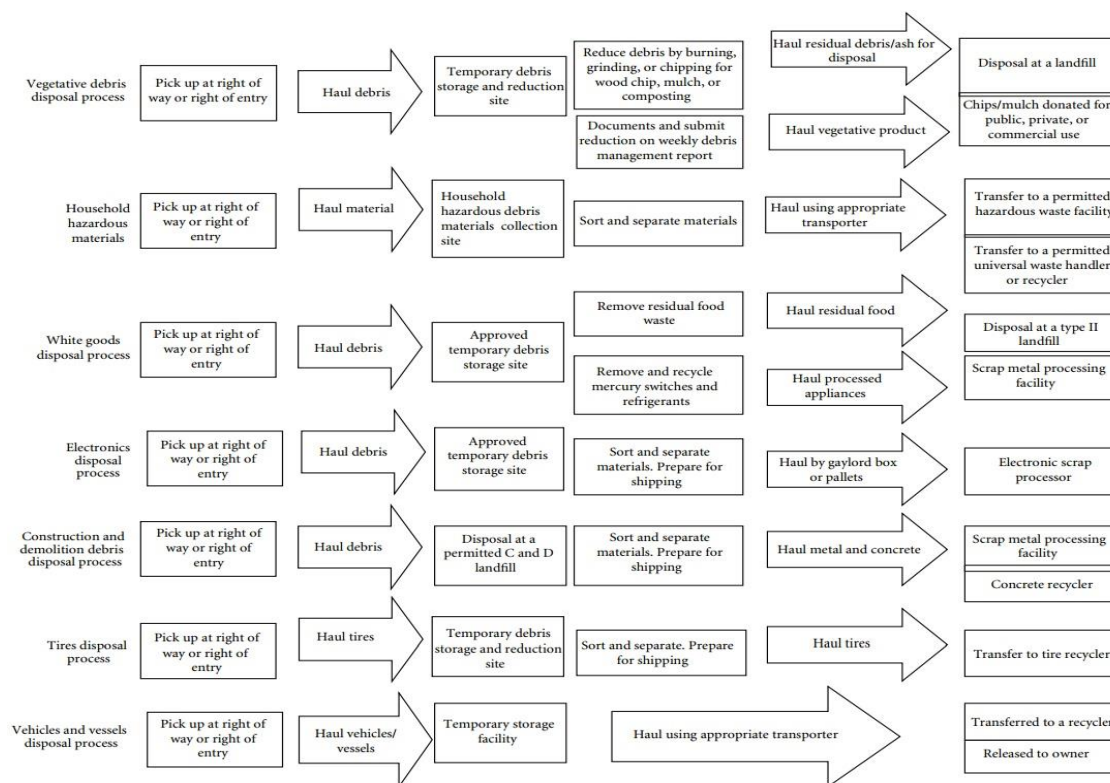 Vegetative debris
disposal process
Pick up at right of
way or right of entry
Haul debris
Temporary debris
storage and reduction
site
Reduce debris by burning,
grinding, or chipping for
wood chip, mulch, or
composting
Documents and submit
reduction on weekly debris
management report
Haul residual debris/ash for
disposal
Haul vegetative product
Disposal at a landfill
Chips/mulch donated for
public, private, or
commercial use
Household
hazardous
materials
Pick up at right of
way or right of
entry
Haul material
Household
hazardous debris
materials collection
site
Sort and separate materials
Haul using appropriate
transporter
Transfer to a permitted
hazardous waste facility
Transfer to a permitted
universal waste handler
or recycler
White goods
disposal process
Pick up at right of
way or right of
entry
Haul debris
Approved
temporary debris
storage site
Remove residual food
waste
Remove and recycle
mercury switches and
refrigerants
Haul residual food
Haul processed
appliances
Disposal at a type II
landfill
Scrap metal processing
facility
Electronics
disposal
process
Pick up at right of
way or right of
entry
Haul debris
Approved
temporary debris
storage site
Sort and separate
materials. Prepare for
shipping
Haul by gaylord box
or pallets
Electronic scrap
processor
Construction and
demolition debris
disposal process
Pick up at right of
way or right of
entry
Haul debris
Disposal at a
permitted C and D
landfill
Sort and separate
materials. Prepare for
shipping
Haul metal and concrete
Scrap metal processing
facility
Concrete recycler
Tires disposal
process
Pick up at right of
way or right of
entry
Haul tires
Temporary debris
storage and reduction
site
Sort and separate. Prepare
for shipping
Haul tires
Transfer to tire recycler
Vehicles and vessels
disposal process
Pick up at right of
way or right of
entry
Haul vehicles/
vessels
Temporary storage
facility
Haul using appropriate transporter
Transferred to a recycler
Released to owner